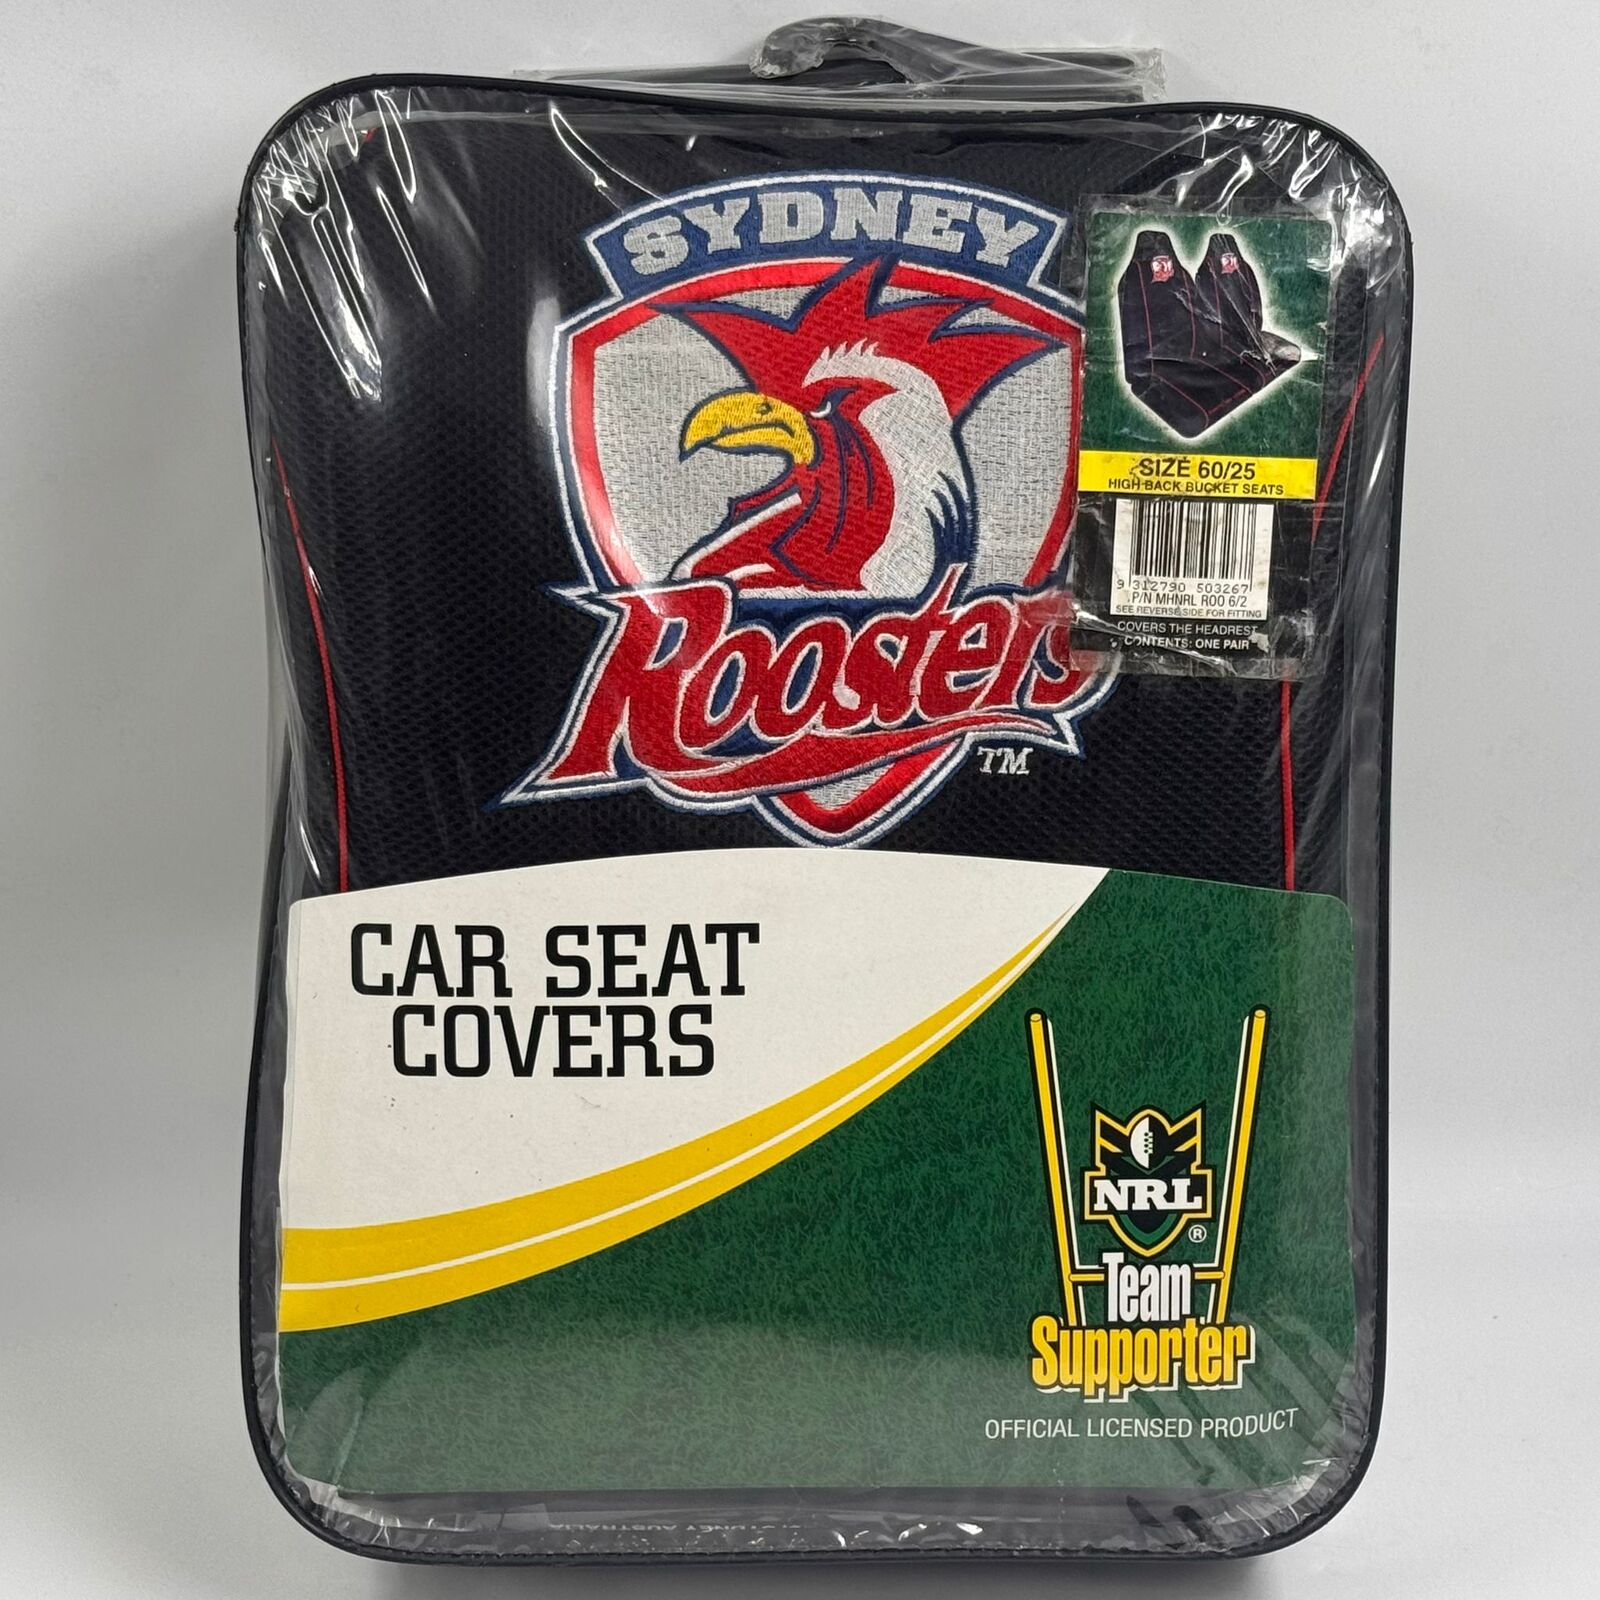 SYDNEY
Roosters
TM
SIZE 60/25
HIGH BACK BUCKET SEATS
9 312790 503267
P/N MHNRL ROO 6/2
SEE REVERSE SIDE FOR FITTING
COVERS THE HEADREST
CONTENTS: ONE PAIR
CAR SEAT
COVERS
NRL
®
Team
Supporter
OFFICIAL LICENSED PRODUCT